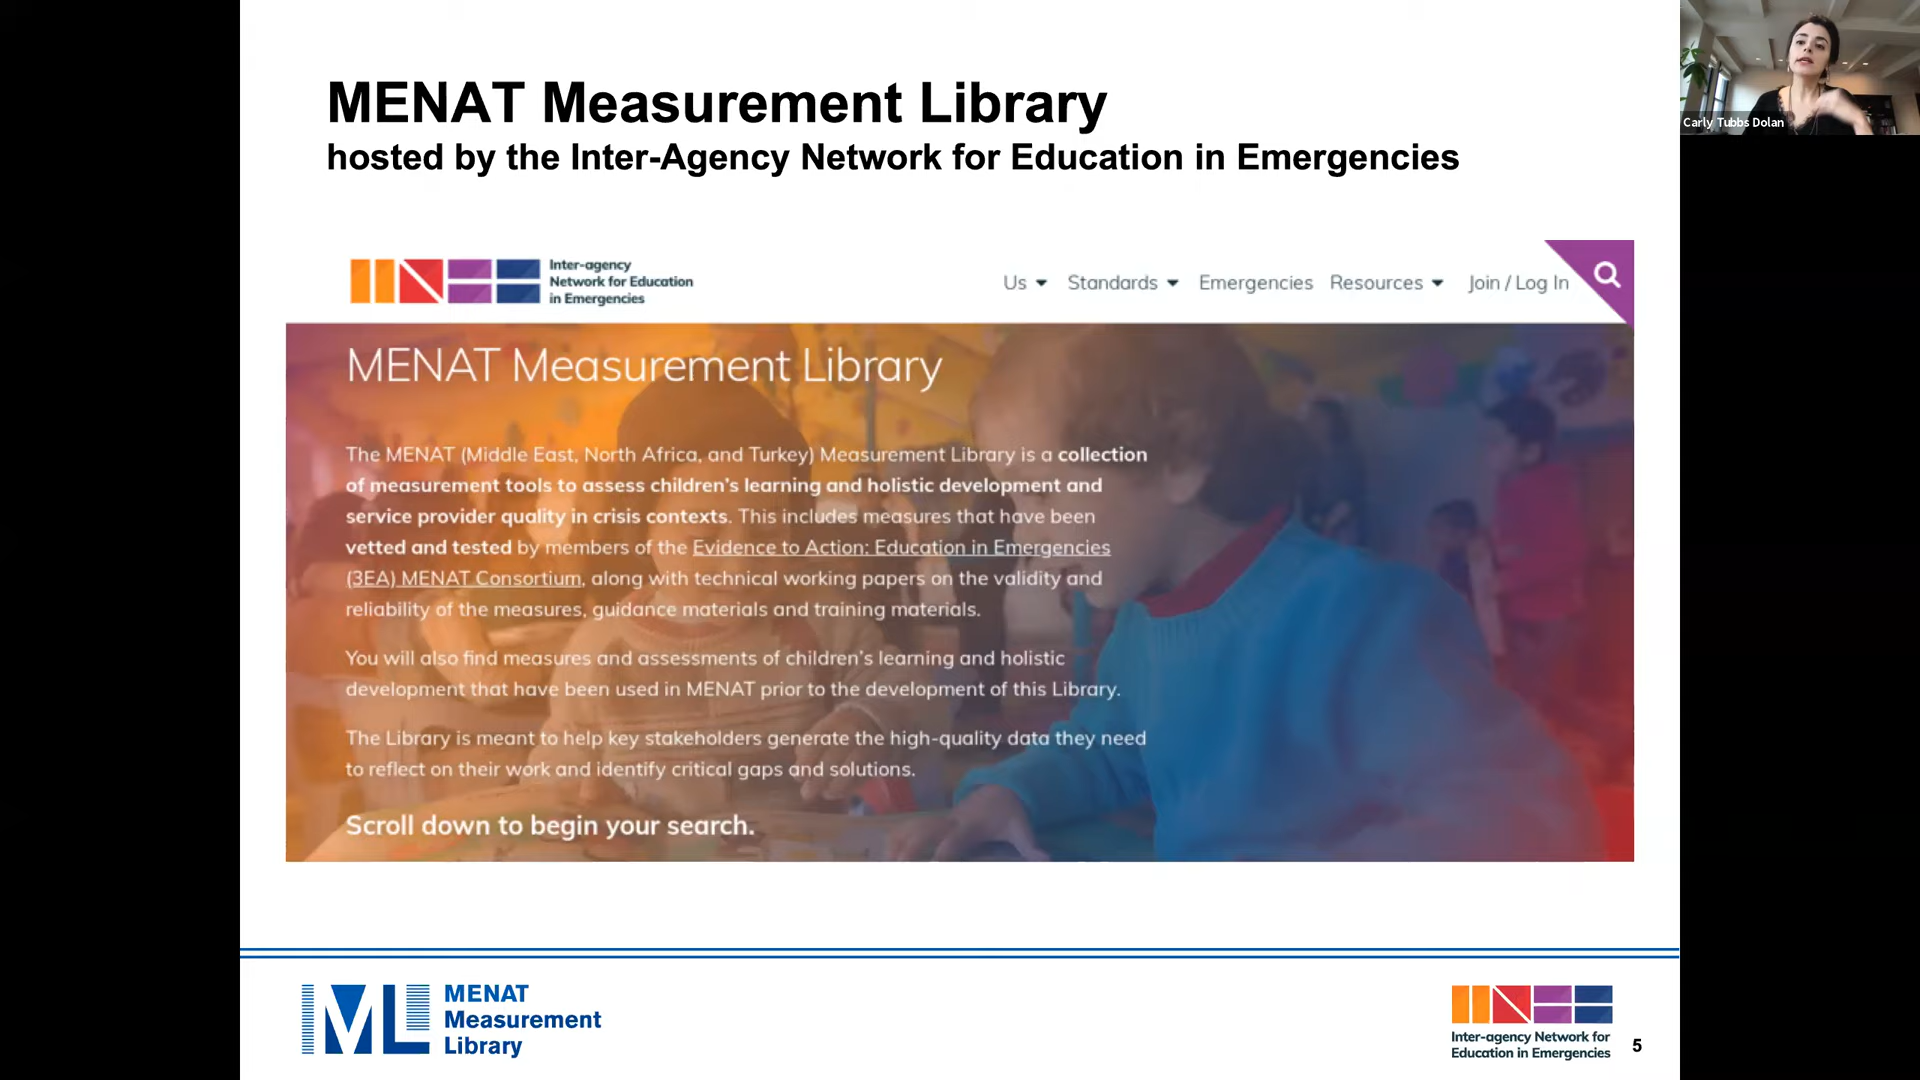 MENAT Measurement Library
hosted by the Inter-Agency Network for Education in Emergencies
Carly Tubbs Dolan
Inter-agency
Network for Education
in Emergencies
Us
Standards
Emergencies
Resources
Join / Log In
MENAT Measurement Library
The MENAT (Middle East, North Africa, and Turkey) Measurement Library is a collection
of measurement tools to assess children's learning and holistic development and
service provider quality in crisis contexts. This includes measures that have been
vetted and tested by members of the Evidence to Action: Education in Emergencies
(3EA) MENAT Consortium, along with technical working papers on the validity and
reliability of the measures, guidance materials and training materials.
You will also find measures and assessments of children's learning and holistic
development that have been used in MENAT prior to the development of this Library.
The Library is meant to help key stakeholders generate the high-quality data they need
to reflect on their work and identify critical gaps and solutions.
Scroll down to begin your search.
ML
MENAT
Measurement
Library
INEE
Inter-agency Network for
Education in Emergencies
5